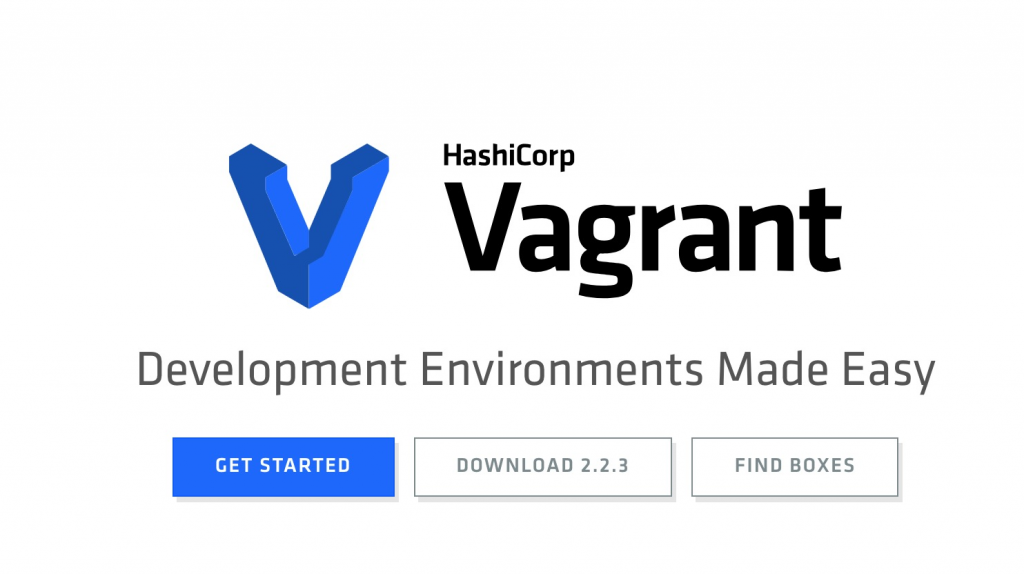 HashiCorp
Vagrant
Development Environments Made Easy
GET STARTED
DOWNLOAD 2.2.3
FIND BOXES